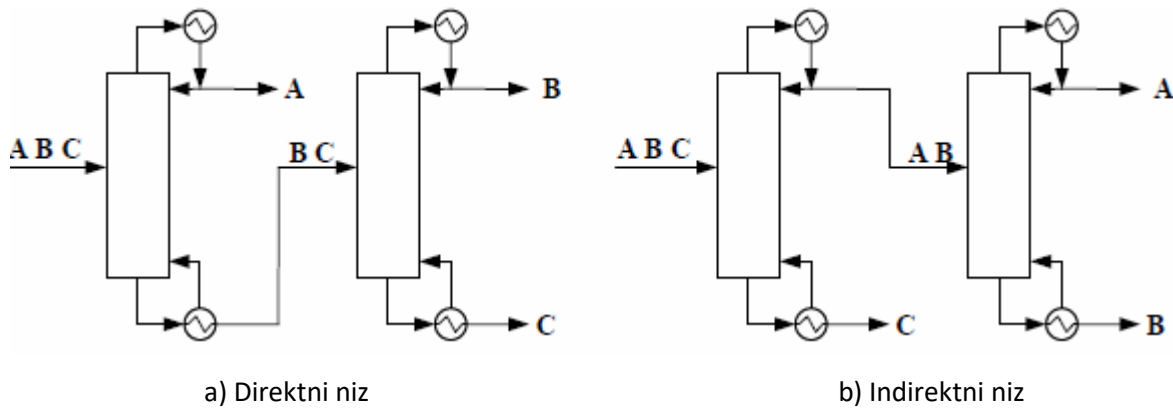 A
B
A B C
B C
A B C
A B
A
C
C
B
a) Direktni niz
b) Indirektni niz